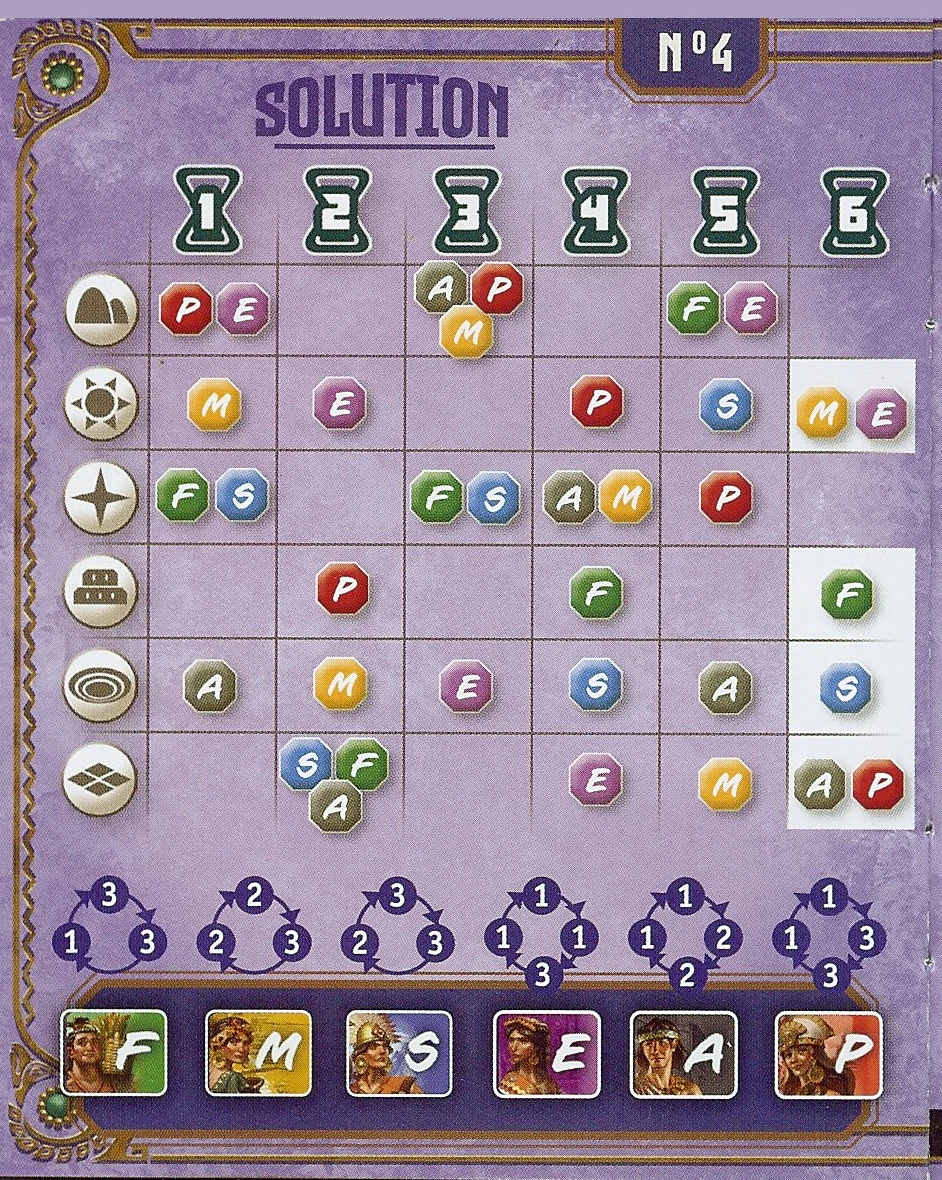 Nº4
SOLUTION
1 2 3 4 5 6
P E A P F E
M
M E P S M E
F S F S A M P
P F F
A M E S A S
S F E M A P
A
3 2 3 1 1 1
1 3 2 3 2 3 1 1 1 2 1 3
3 2 3
F M S E A P